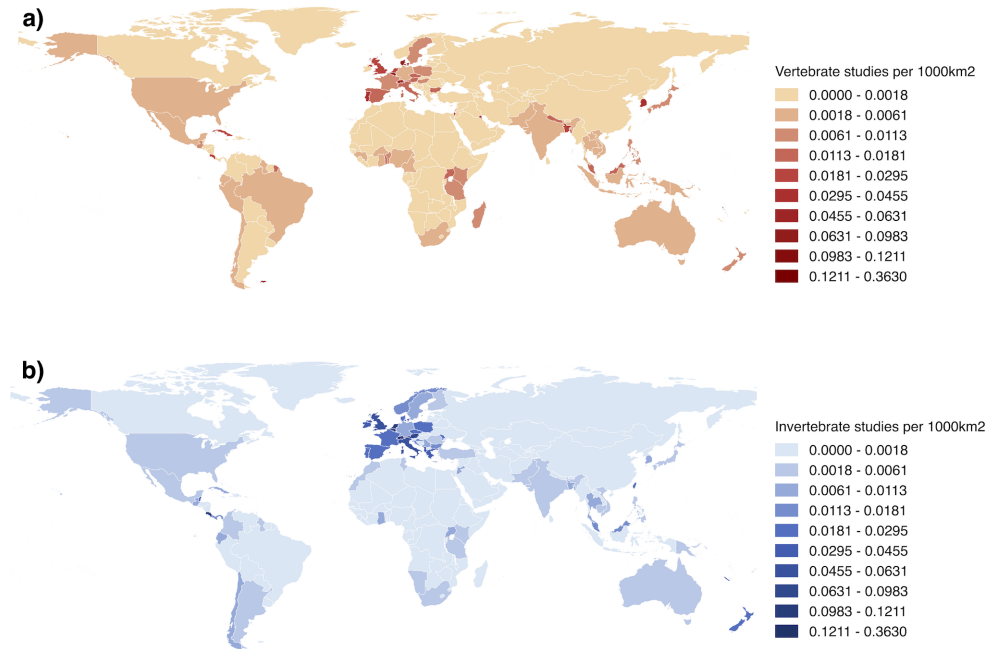 a)
Vertebrate studies per 1000km2
0.0000 - 0.0018
0.0018 - 0.0061
0.0061 - 0.0113
0.0113 - 0.0181
0.0181 - 0.0295
0.0295 - 0.0455
0.0455 - 0.0631
0.0631 - 0.0983
0.0983 - 0.1211
0.1211 - 0.3630
b)
Invertebrate studies per 1000km2
0.0000 - 0.0018
0.0018 - 0.0061
0.0061 - 0.0113
0.0113 - 0.0181
0.0181 - 0.0295
0.0295 - 0.0455
0.0455 - 0.0631
0.0631 - 0.0983
0.0983 - 0.1211
0.1211 - 0.3630